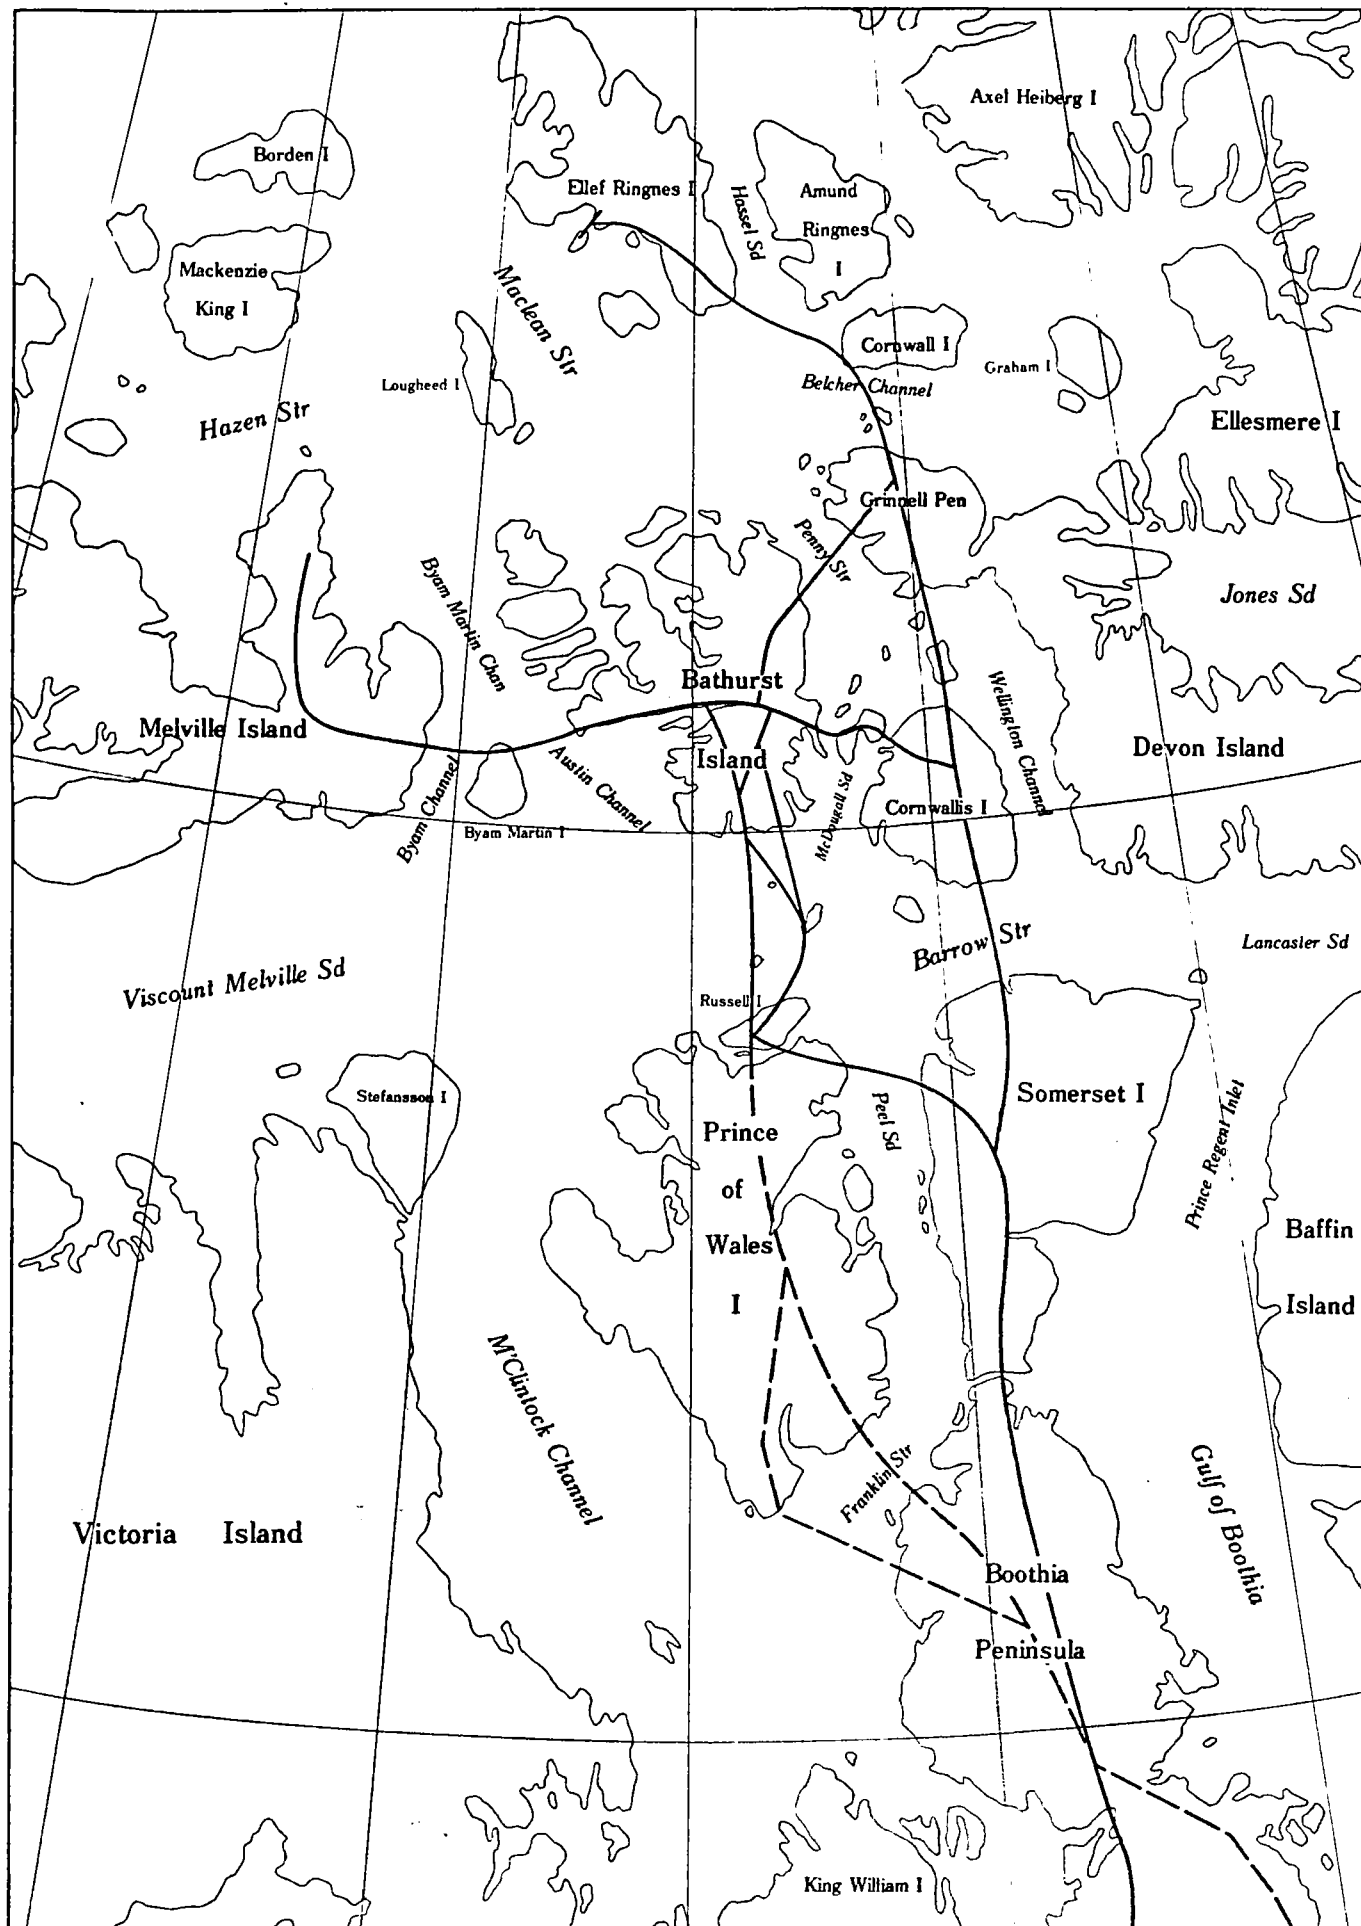 Axel Heiberg I
Borden I
Ellef Ringnes I
Hassel Sd
Amund
Ringnes
I
Mackenzie
King I
Maclean Str
Cornwall I
Graham I
Lougheed I
Belcher Channel
Hazen Str
Ellesmere I
Grinnell Pen
Penny Str
Byam Martin Chan
Jones Sd
Bathurst
Island
Wellington Channel
Melville Island
Devon Island
Austin Channel
Byam Channel
McDougall Sd
Cornwallis I
Byam Martin I
Barrow Str
Lancaster Sd
Viscount Melville Sd
Russell I
Stefansson I
Somerset I
Peel Sd
Prince Regent Inlet
Prince
of
Wales
I
Baffin
Island
M'Clintock Channel
Franklin Str
Gulf of Boothia
Victoria Island
Boothia
Peninsula
King William I